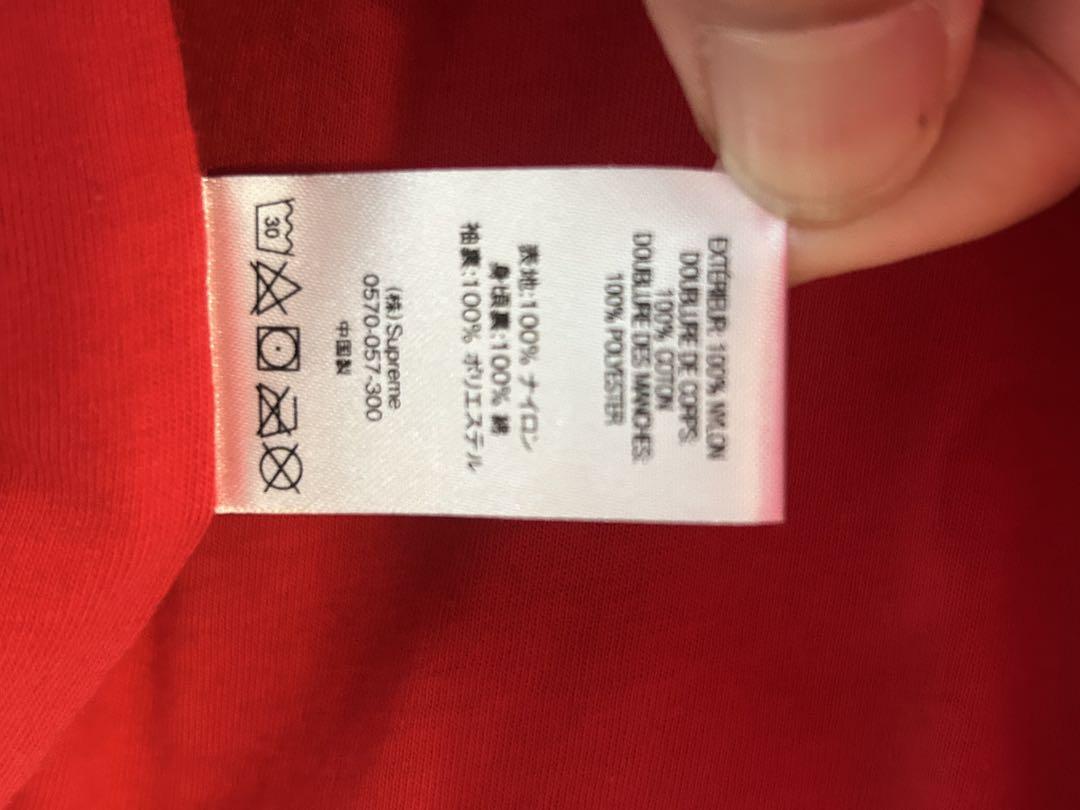 EXTÉRIEUR: 100% NYLON
DOUBLURE DE CORPS:
100% COTON
DOUBLURE DES MANCHES:
100% POLYESTER
表地:100% ナイロン
身頃裏:100% 綿
袖裏:100% ポリエステル
(株)Supreme
0570-057-300
中国製
30